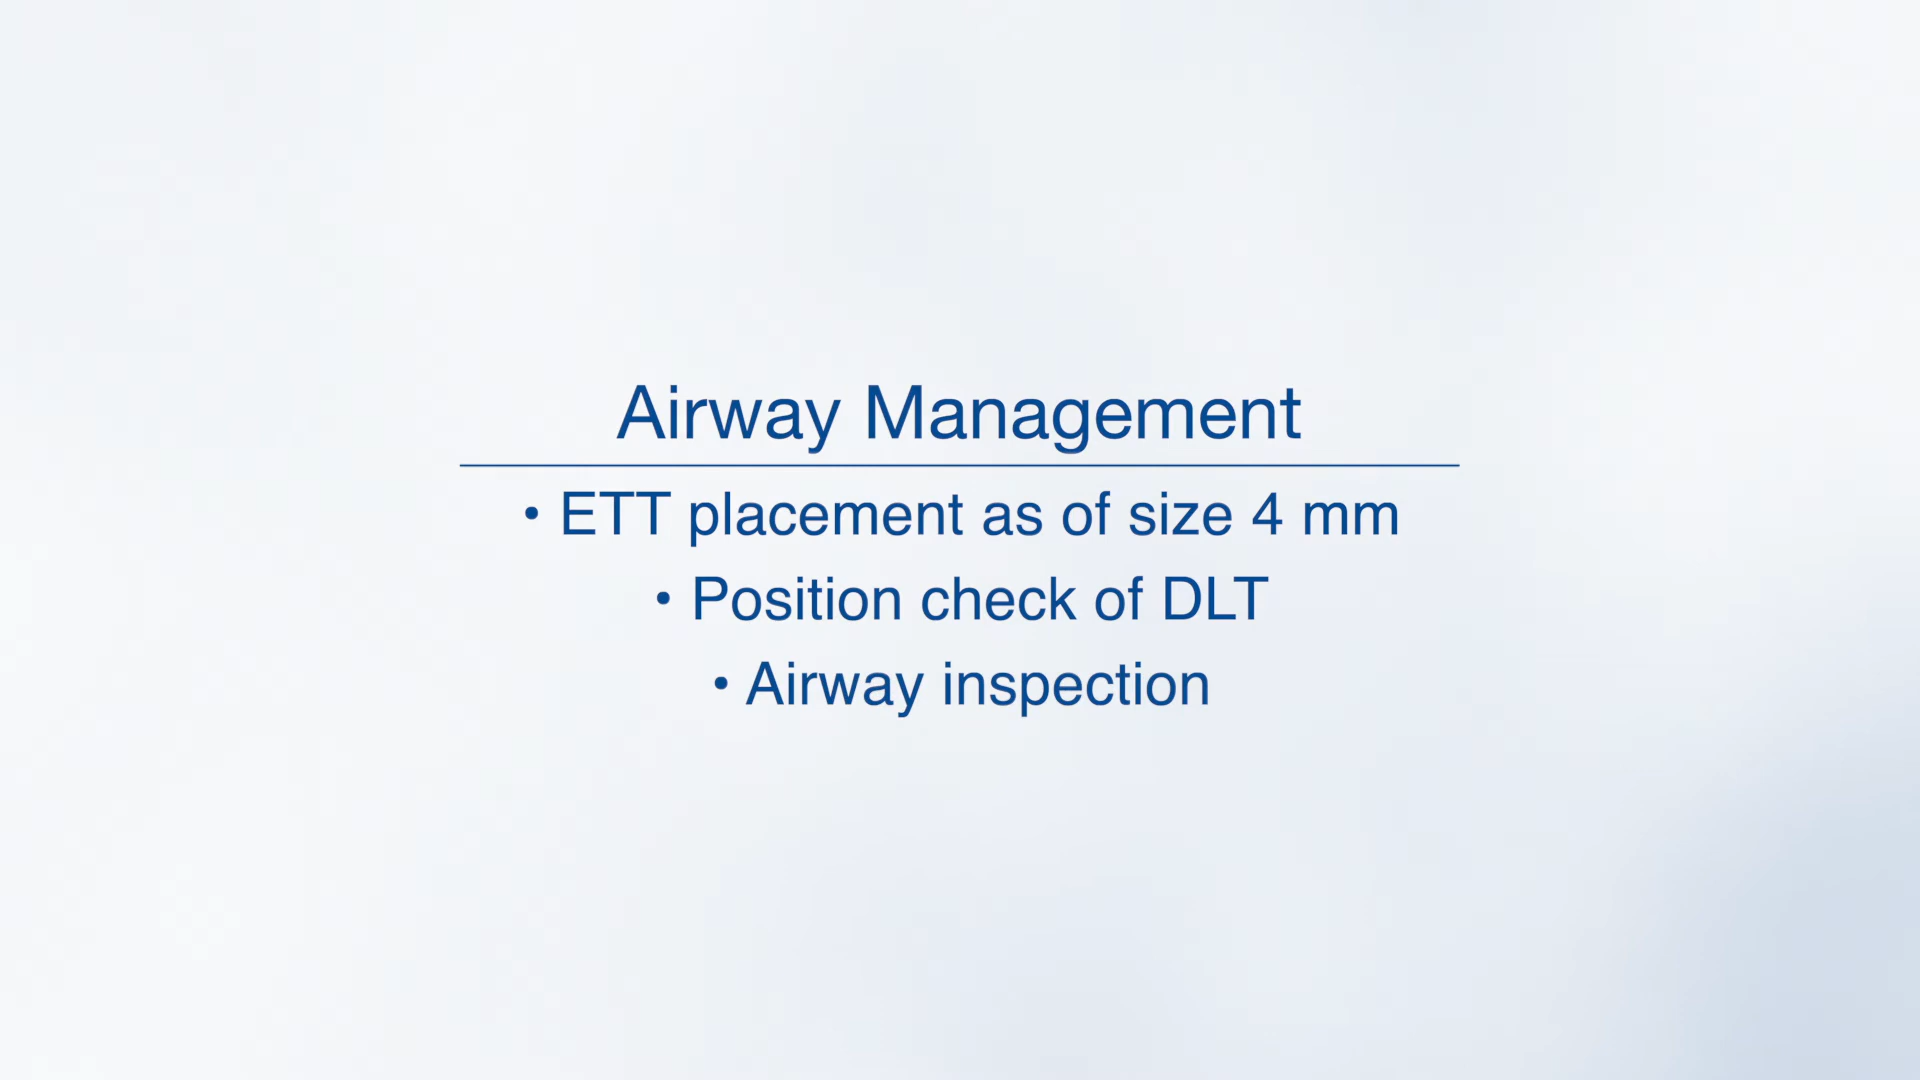 Airway Management
• ETT placement as of size 4 mm
• Position check of DLT
• Airway inspection